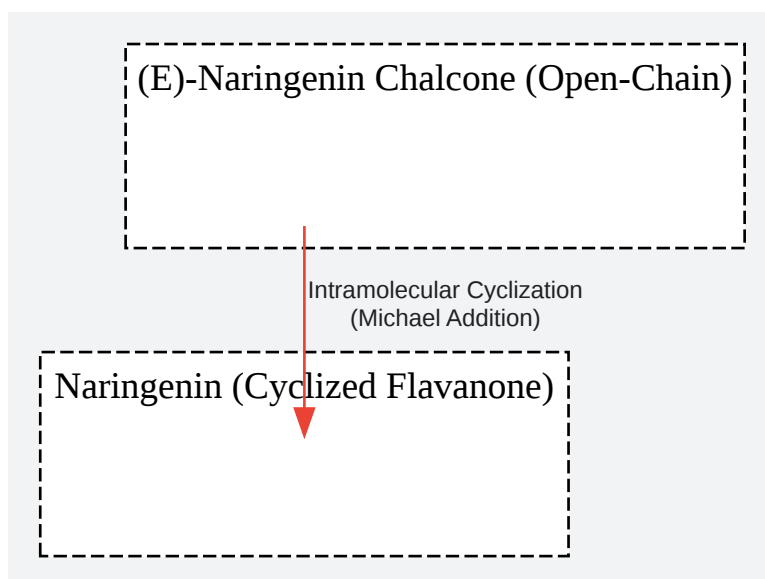 (E)-Naringenin Chalcone (Open-Chain)
Intramolecular Cyclization
(Michael Addition)
Naringenin (Cyclized Flavanone)